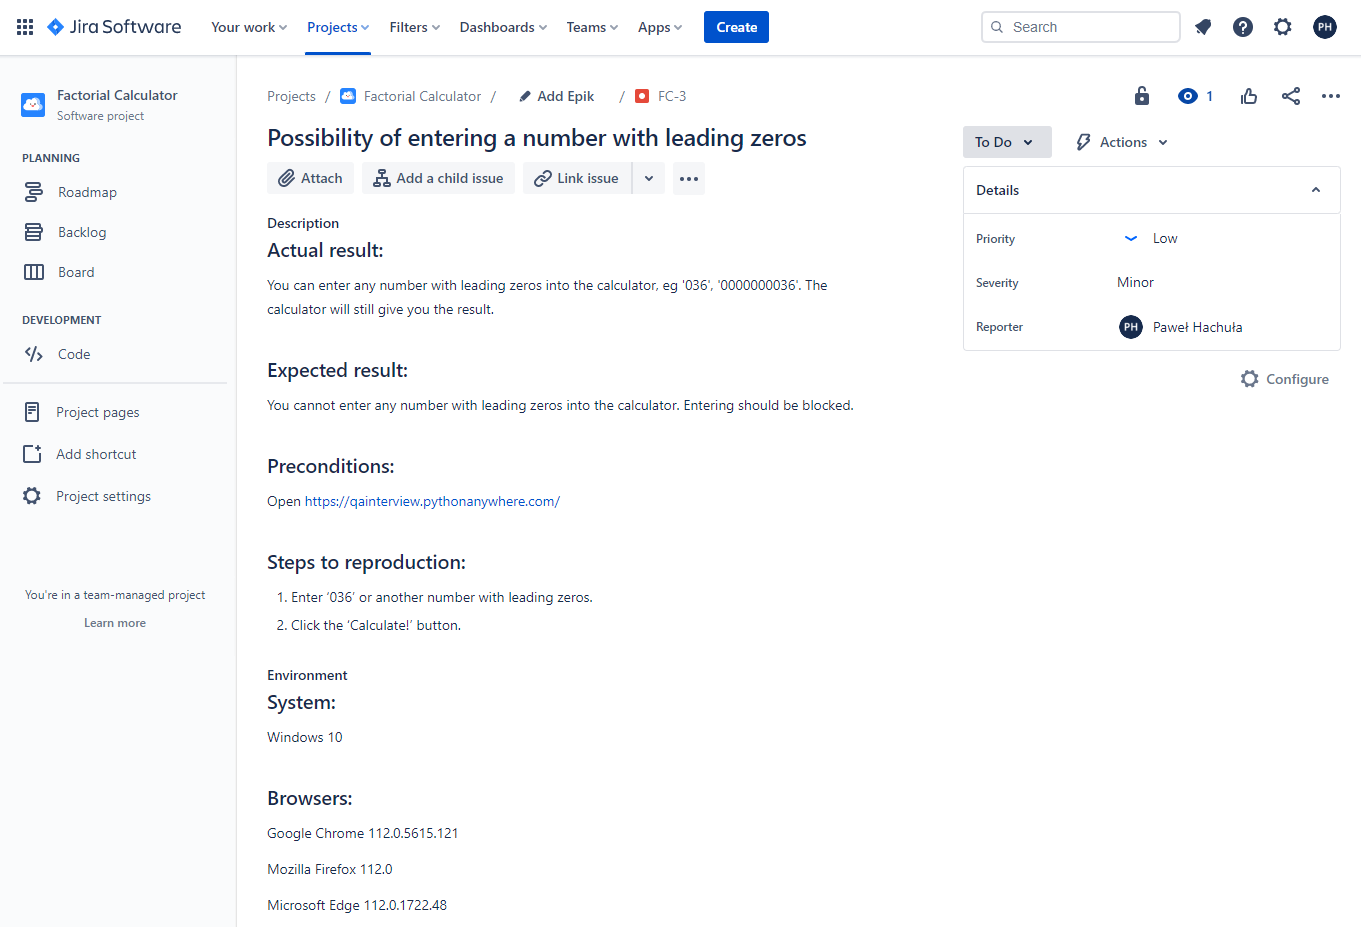 Jira Software
Your work
Projects
Filters
Dashboards
Teams
Apps
Create
Search
PH
Factorial Calculator
Software project
PLANNING
Roadmap
Backlog
Board
DEVELOPMENT
Code
Project pages
Add shortcut
Project settings
You're in a team-managed project
Learn more
Projects / Factorial Calculator / Add Epik / FC-3
1
Possibility of entering a number with leading zeros
Attach
Add a child issue
Link issue
Description
Actual result:
You can enter any number with leading zeros into the calculator, eg '036', '0000000036'. The
calculator will still give you the result.
Expected result:
You cannot enter any number with leading zeros into the calculator. Entering should be blocked.
Preconditions:
Open https://qainterview.pythonanywhere.com/
Steps to reproduction:
1. Enter ‘036’ or another number with leading zeros.
2. Click the ‘Calculate!’ button.
Environment
System:
Windows 10
Browsers:
Google Chrome 112.0.5615.121
Mozilla Firefox 112.0
Microsoft Edge 112.0.1722.48
To Do
Actions
Details
Priority
Low
Severity
Minor
Reporter
PH Paweł Hachuła
Configure